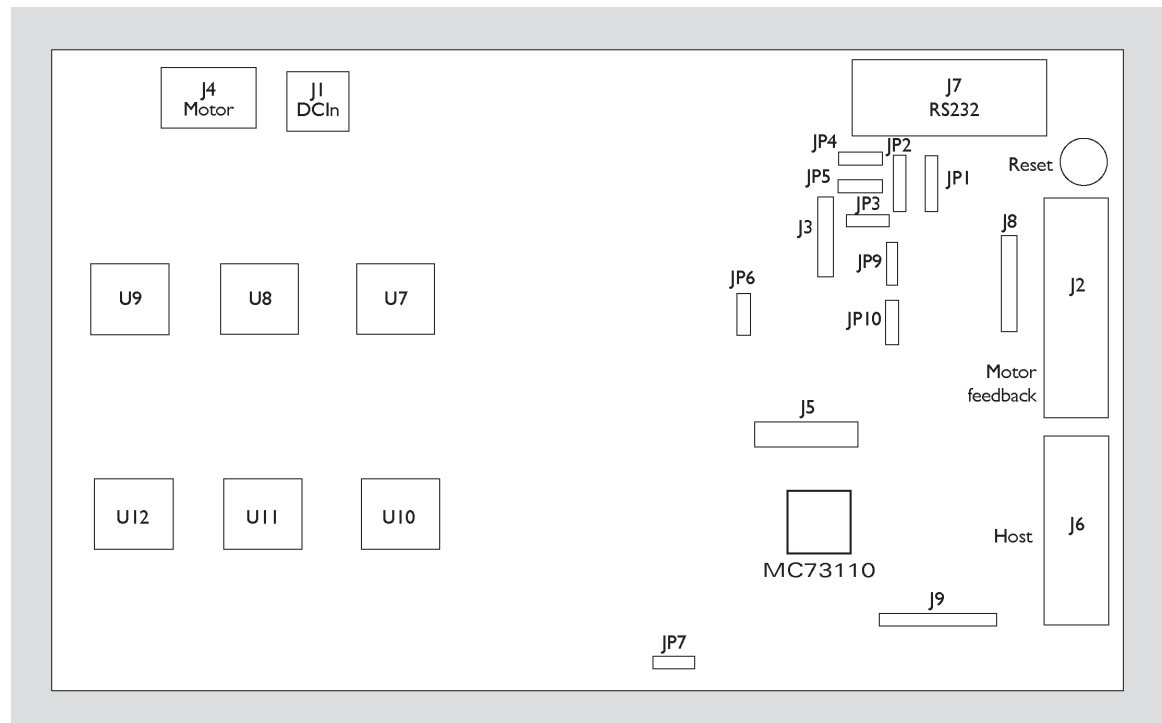 J4
Motor
J1
DCIn
J7
RS232
JP4
JP2
JP5
JP1
Reset
JP3
J3
J8
JP9
JP6
J2
U9
U8
U7
JP10
Motor
feedback
J5
U12
U11
U10
J6
Host
MC73110
J9
JP7